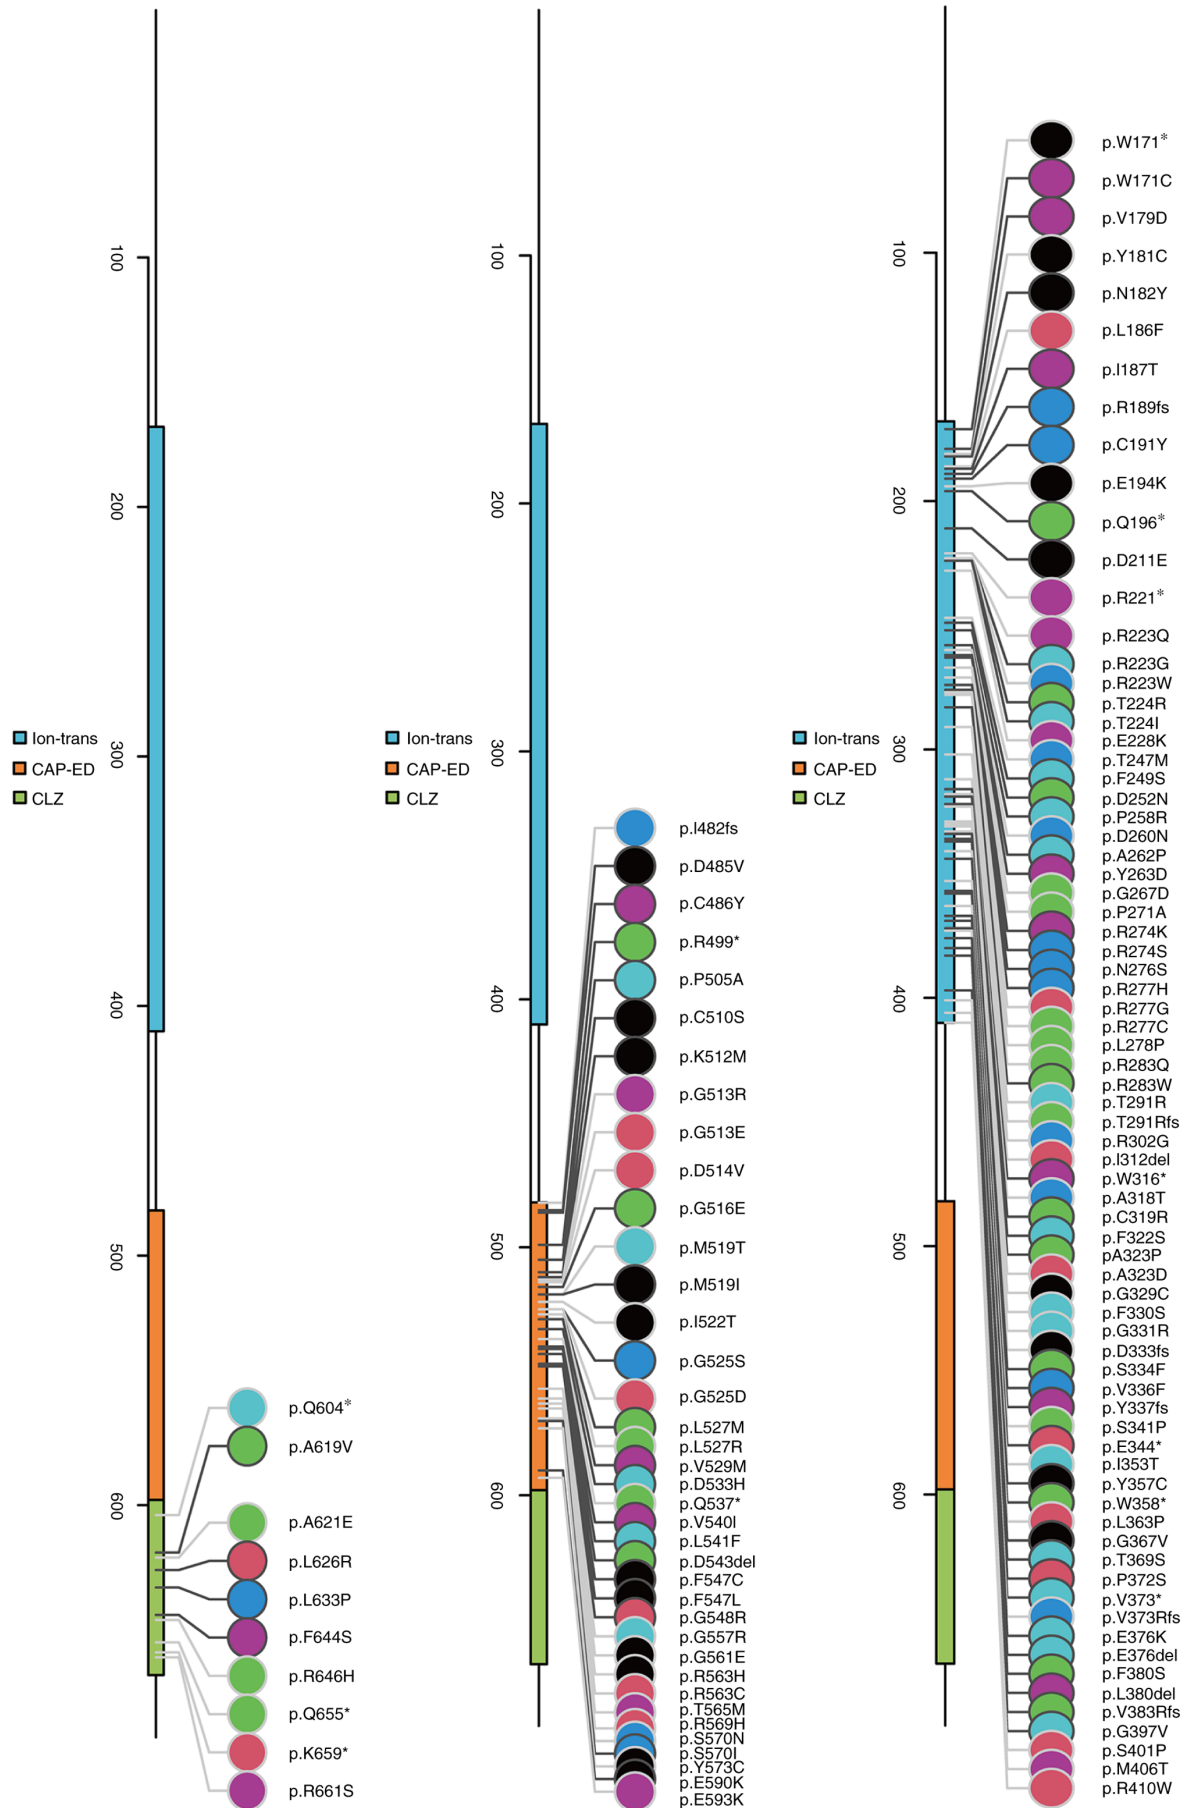 100
200
300
400
500
600
Ion-trans
CAP-ED
CLZ
p.Q604*
p.A619V
p.A621E
p.L626R
p.L633P
p.F644S
p.R646H
p.Q655*
p.K659*
p.R661S
100
200
300
400
500
600
Ion-trans
CAP-ED
CLZ
p.I482fs
p.D485V
p.C486Y
p.R499*
p.P505A
p.C510S
p.K512M
p.G513R
p.G513E
p.D514V
p.G516E
p.M519T
p.M519I
p.I522T
p.G525S
p.G525D
p.L527M
p.L527R
p.V529M
p.D533H
p.Q537*
p.V540I
p.L541F
p.D543del
p.F547C
p.F547L
p.G548R
p.G557R
p.G561E
p.R563H
p.R563C
p.T565M
p.R569H
p.S570N
p.S570I
p.Y573C
p.E590K
p.E593K
100
200
300
400
500
600
Ion-trans
CAP-ED
CLZ
p.W171*
p.W171C
p.V179D
p.Y181C
p.N182Y
p.L186F
p.I187T
p.R189fs
p.C191Y
p.E194K
p.Q196*
p.D211E
p.R221*
p.R223Q
p.R223G
p.R223W
p.T224R
p.T224I
p.E228K
p.T247M
p.F249S
p.D252N
p.P258R
p.D260N
p.A262P
p.Y263D
p.G267D
p.P271A
p.R274K
p.R274S
p.N276S
p.R277H
p.R277G
p.R277C
p.L278P
p.R283Q
p.R283W
p.T291R
p.T291Rfs
p.R302G
p.I312del
p.W316*
p.A318T
p.C319R
p.F322S
pA323P
p.A323D
p.G329C
p.F330S
p.G331R
p.D333fs
p.S334F
p.V336F
p.Y337fs
p.S341P
p.E344*
p.I353T
p.Y357C
p.W358*
p.L363P
p.G367V
p.T369S
p.P372S
p.V373*
p.V373Rfs
p.E376K
p.E376del
p.F380S
p.L380del
p.V383Rfs
p.G397V
p.S401P
p.M406T
p.R410W